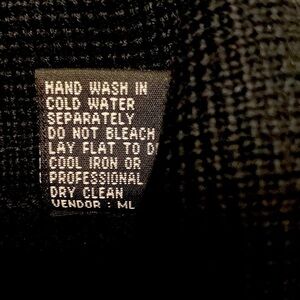 HAND WASH IN
COLD WATER
SEPARATELY
DO NOT BLEACH
LAY FLAT TO D
COOL IRON OR
PROFESSIONAL
DRY CLEAN
VENDOR : ML